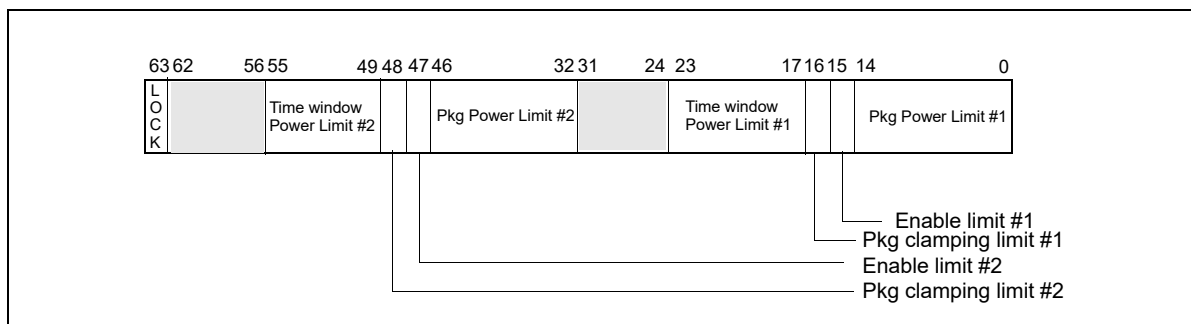 63 62 56 55 49 48 47 46 32 31 24 23 17 16 15 14 0
L
O
C
K
Time window
Power Limit #2
Pkg Power Limit #2
Time window
Power Limit #1
Pkg Power Limit #1
Enable limit #1
Pkg clamping limit #1
Enable limit #2
Pkg clamping limit #2